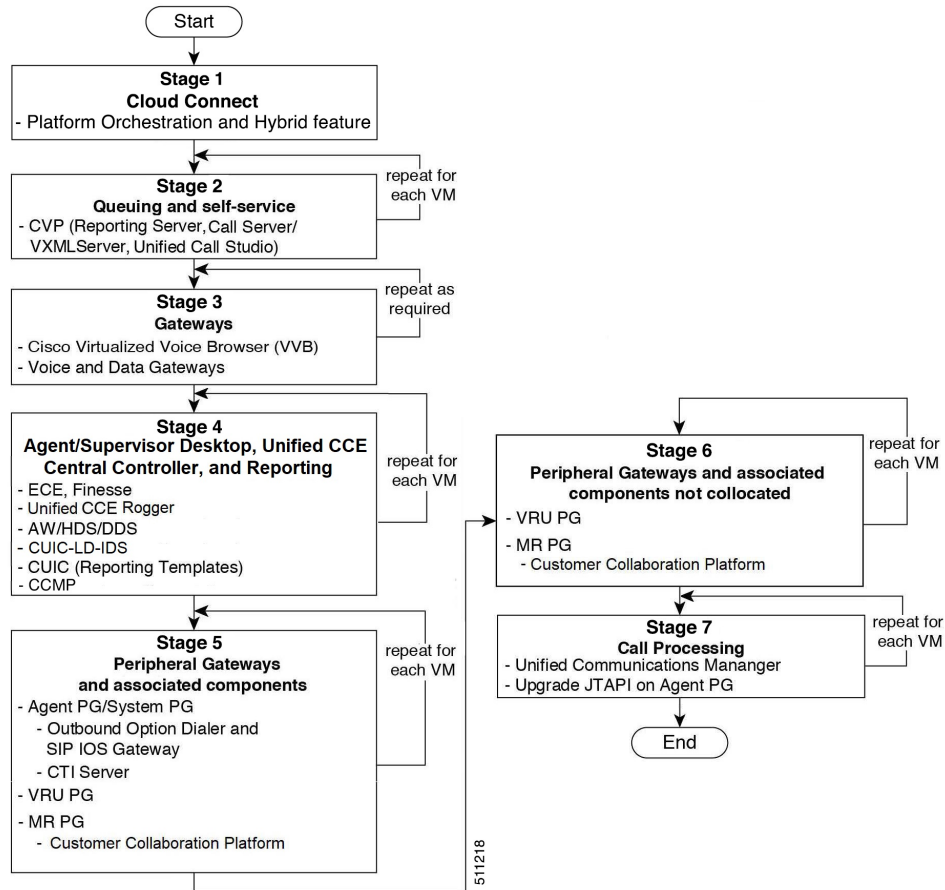 Start
Stage 1
Cloud Connect
- Platform Orchestration and Hybrid feature
repeat for
each VM
Stage 2
Queuing and self-service
- CVP (Reporting Server, Call Server/
VXMLServer, Unified Call Studio)
repeat as
required
Stage 3
Gateways
- Cisco Virtualized Voice Browser (VVB)
- Voice and Data Gateways
Stage 4
Agent/Supervisor Desktop, Unified CCE
Central Controller, and Reporting
- ECE, Finesse
- Unified CCE Rogger
- AW/HDS/DDS
- CUIC-LD-IDS
- CUIC (Reporting Templates)
- CCMP
repeat for
each VM
Stage 5
Peripheral Gateways
and associated components
- Agent PG/System PG
- Outbound Option Dialer and
SIP IOS Gateway
- CTI Server
- VRU PG
- MR PG
- Customer Collaboration Platform
repeat for
each VM
511218
Stage 6
Peripheral Gateways and associated
components not collocated
- VRU PG
- MR PG
- Customer Collaboration Platform
repeat for
each VM
Stage 7
Call Processing
- Unified Communications Mananger
- Upgrade JTAPI on Agent PG
repeat for
each VM
End